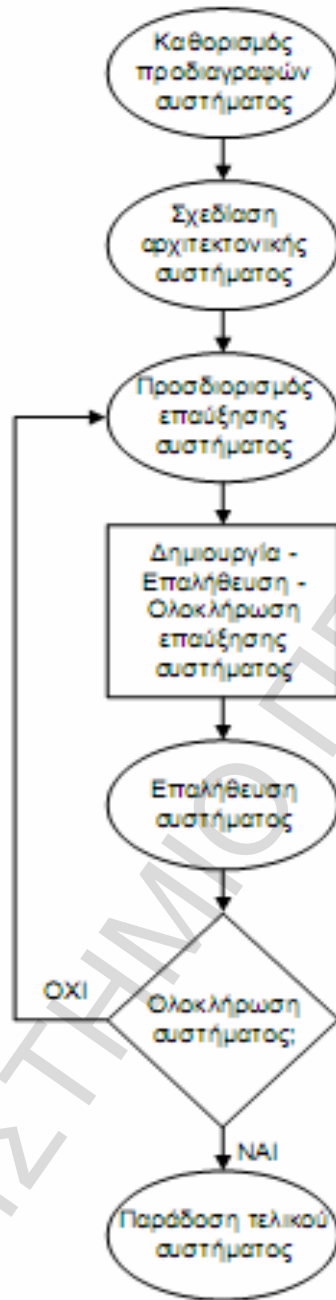 Καθορισμός
προδιαγραφών
συστήματος
Σχεδίαση
αρχιτεκτονικής
συστήματος
Προσδιορισμός
επαύξησης
συστήματος
Δημιουργία -
Επαλήθευση -
Ολοκλήρωση
επαύξησης
συστήματος
Επαλήθευση
συστήματος
ΟΧΙ
Ολοκλήρωση
συστήματος;
ΝΑΙ
Παράδοση τελικού
συστήματος